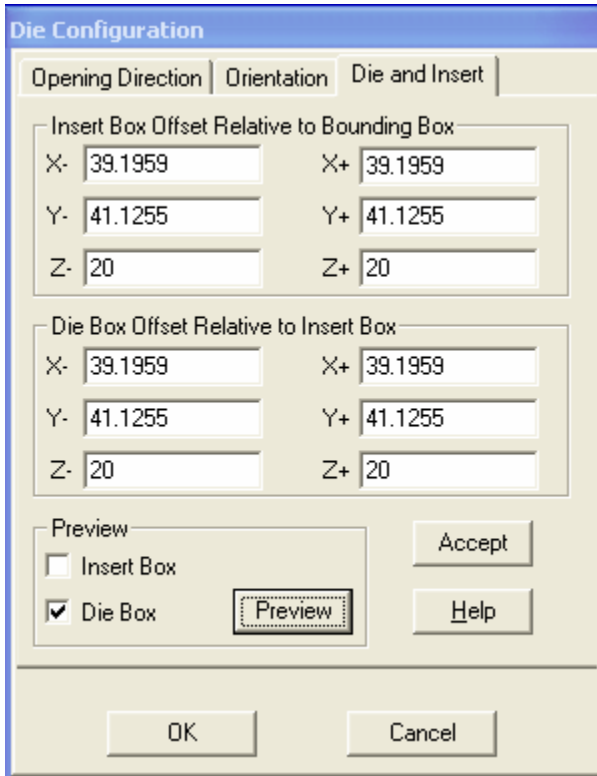 Die Configuration
Opening Direction Orientation Die and Insert
Insert Box Offset Relative to Bounding Box
X- 39.1959 X+ 39.1959
Y- 41.1255 Y+ 41.1255
Z- 20 Z+ 20
Die Box Offset Relative to Insert Box
X- 39.1959 X+ 39.1959
Y- 41.1255 Y+ 41.1255
Z- 20 Z+ 20
Preview
Insert Box
Accept
Die Box Preview Help
OK Cancel